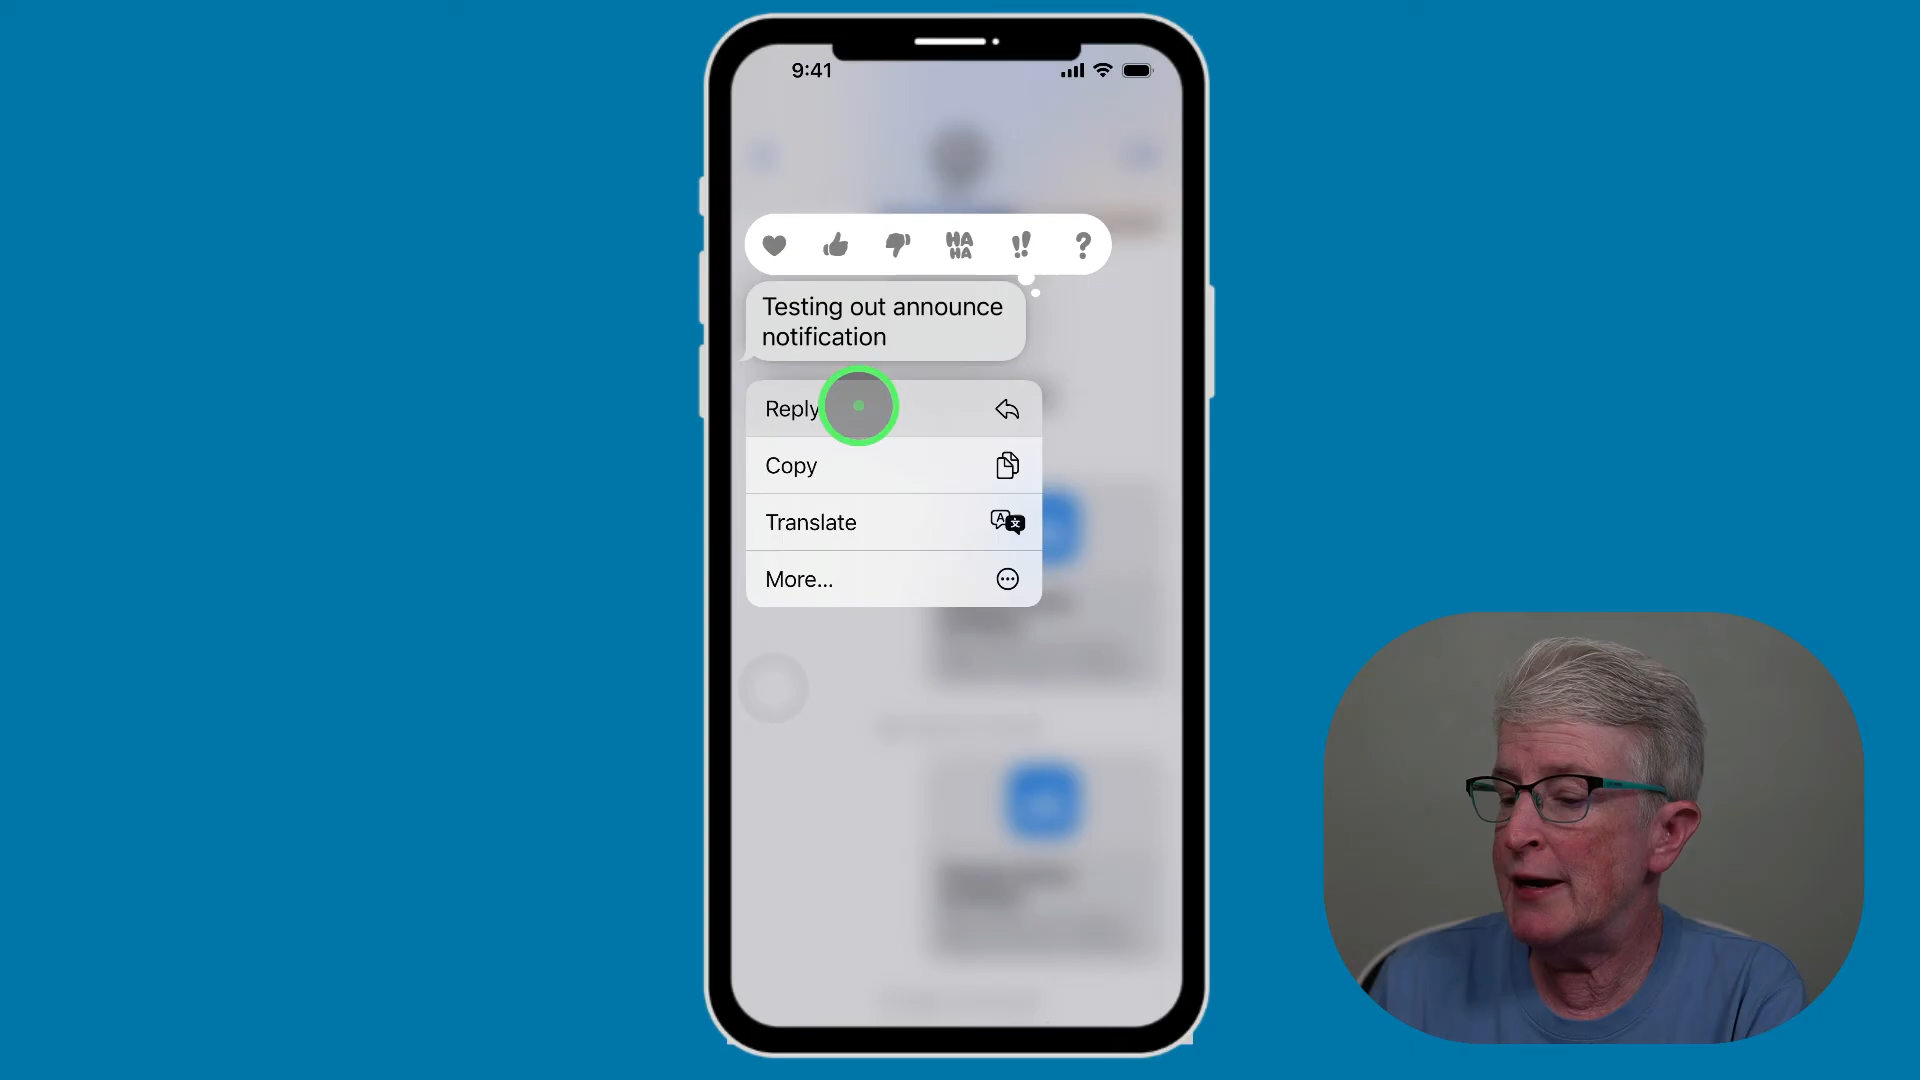 9:41
HA
HA
!!
?
Testing out announce
notification
Reply
Copy
Translate
More...